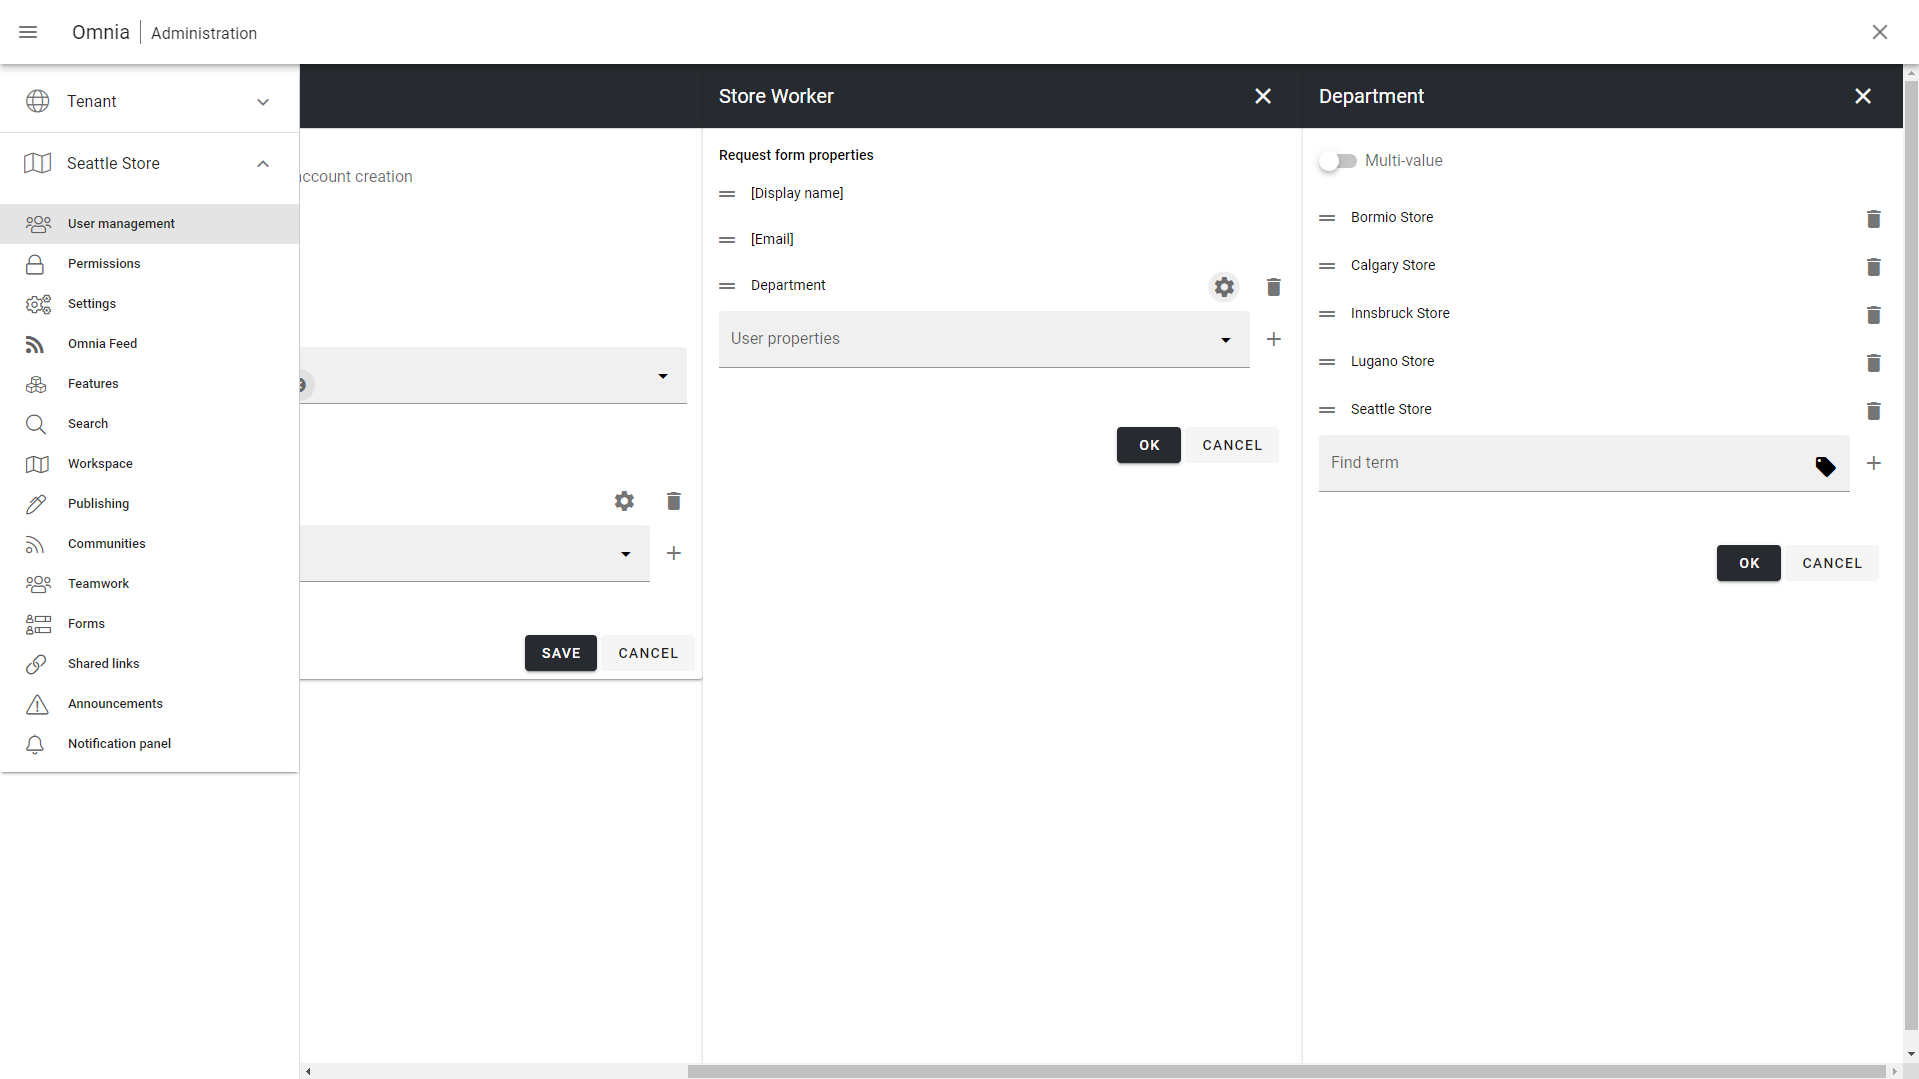 Omnia
Administration
Tenant
Seattle Store
User management
Permissions
Settings
Omnia Feed
Features
Search
Workspace
Publishing
Communities
Teamwork
Forms
Shared links
Announcements
Notification panel
account creation
SAVE
CANCEL
Store Worker
Request form properties
[Display name]
[Email]
Department
User properties
OK
CANCEL
Department
Multi-value
Bormio Store
Calgary Store
Innsbruck Store
Lugano Store
Seattle Store
Find term
OK
CANCEL